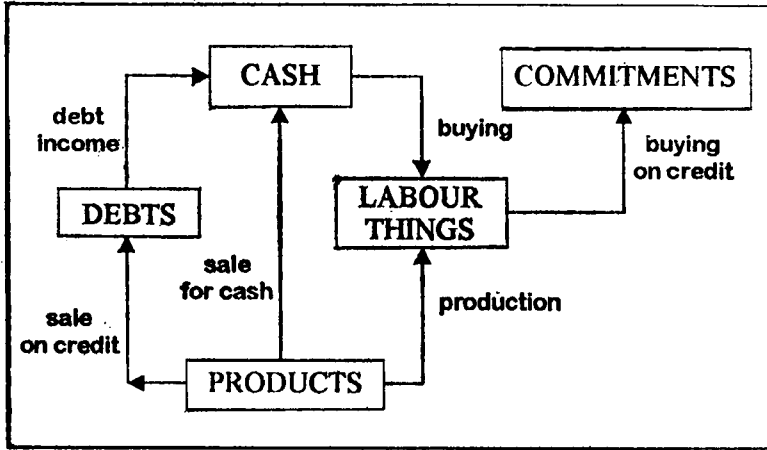 CASH
COMMITMENTS
debt
income
buying
buying
on credit
DEBTS
LABOUR
THINGS
sale
for cash
production
sale
on credit
PRODUCTS